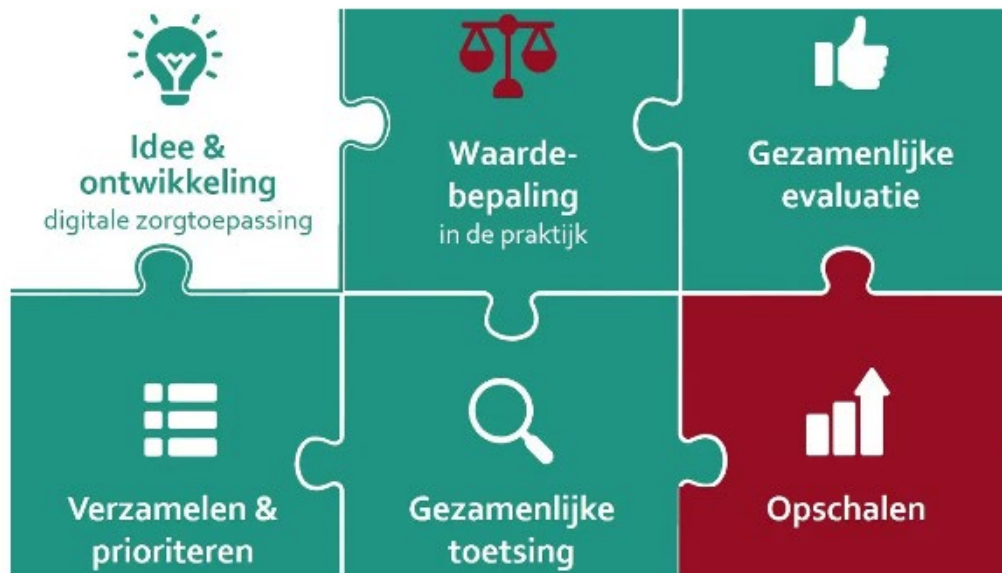 Idee &
ontwikkeling
digitale zorgtoepassing
Waarde-
bepaling
in de praktijk
Gezamenlijke
evaluatie
Verzamelen &
prioriteren
Gezamenlijke
toetsing
Opschalen